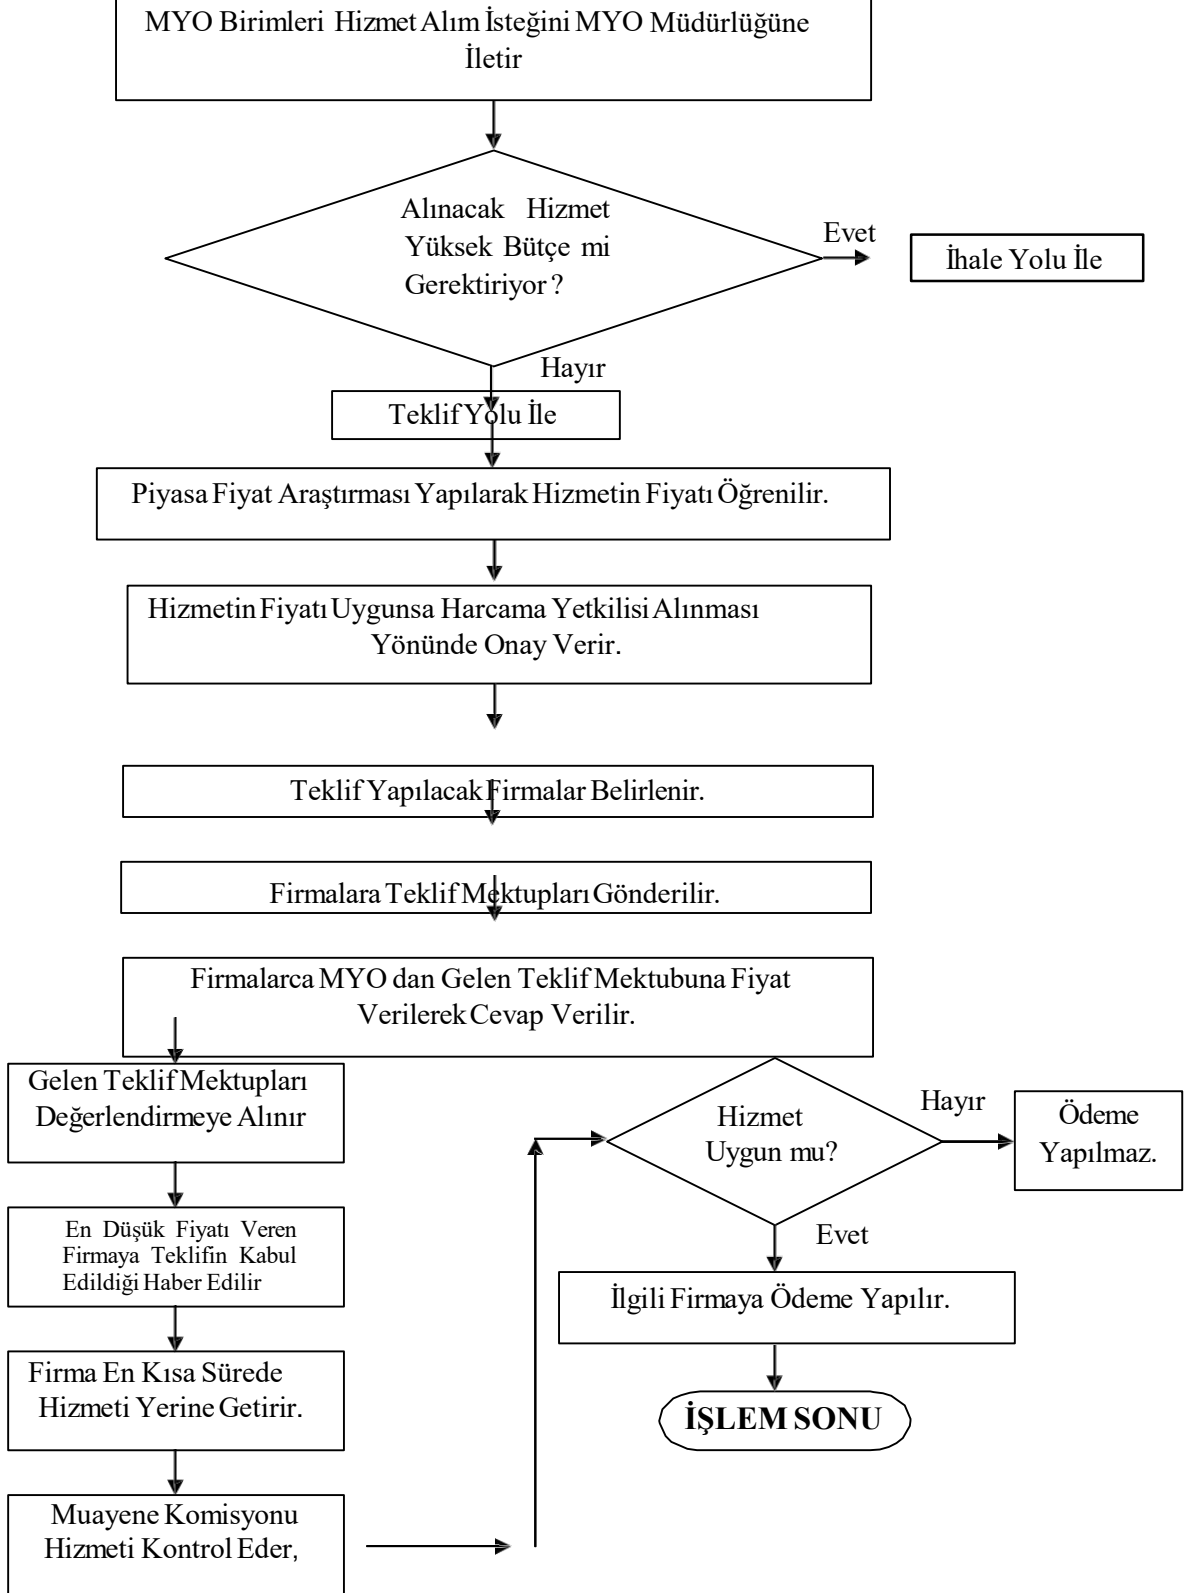 MYO Birimleri Hizmet Alım İsteğini MYO Müdürlüğüne
İletir
Alınacak Hizmet
Yüksek Bütçe mi
Gerektiriyor ?
Evet
İhale Yolu İle
Hayır
Teklif Yolu İle
Piyasa Fiyat Araştırması Yapılarak Hizmetin Fiyatı Öğrenilir.
Hizmetin Fiyatı Uygunsa Harcama Yetkilisi Alınması
Yönünde Onay Verir.
Teklif Yapılacak Firmalar Belirlenir.
Firmalara Teklif Mektupları Gönderilir.
Firmalarca MYO dan Gelen Teklif Mektubuna Fiyat
Verilerek Cevap Verilir.
Gelen Teklif Mektupları
Değerlendirmeye Alınır
En Düşük Fiyatı Veren
Firmaya Teklifin Kabul
Edildiği Haber Edilir
Firma En Kısa Sürede
Hizmeti Yerine Getirir.
Muayene Komisyonu
Hizmeti Kontrol Eder,
Hizmet
Uygun mu?
Hayır
Ödeme
Yapılmaz.
Evet
İlgili Firmaya Ödeme Yapılır.
İŞLEM SONU